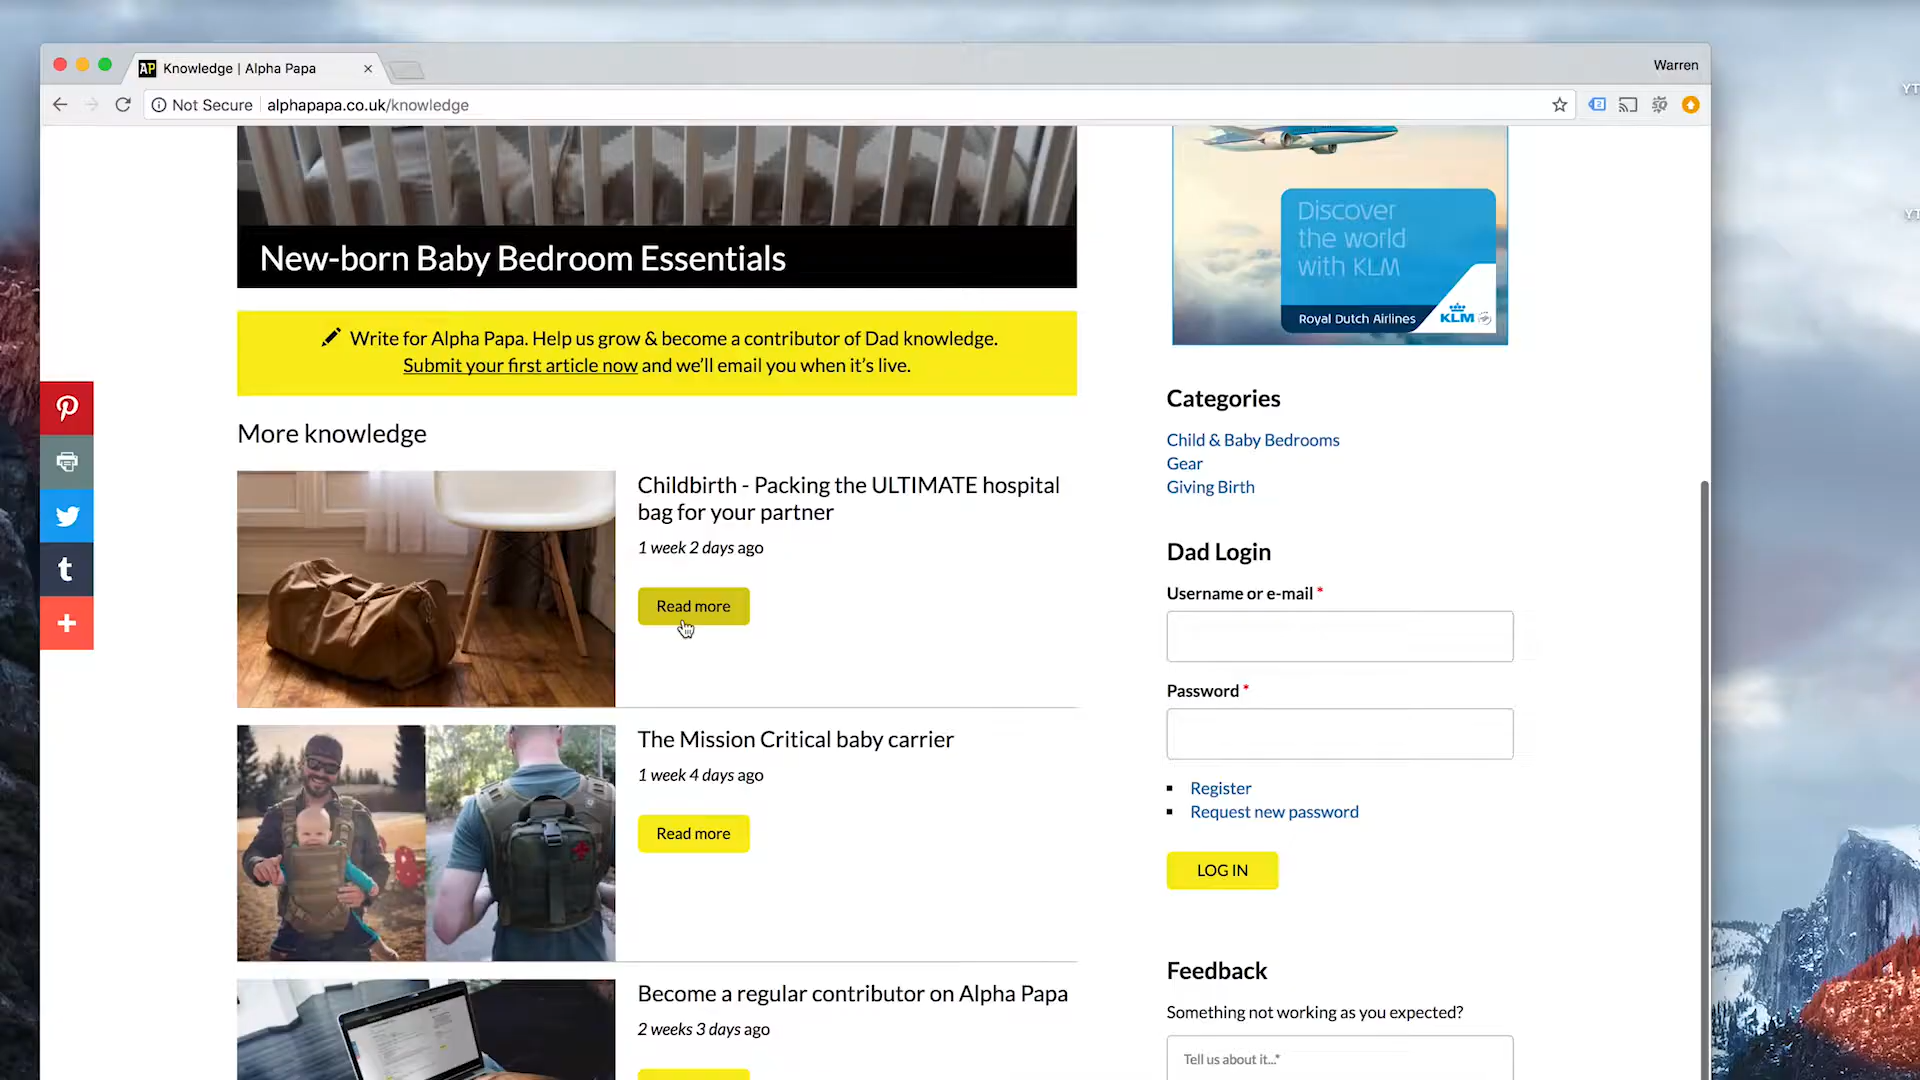 AP Knowledge | Alpha Papa
Warren
Not Secure alphapapa.co.uk/knowledge
YT
YT
Discover
the world
with KLM
Royal Dutch Airlines KLM
New-born Baby Bedroom Essentials
Write for Alpha Papa. Help us grow & become a contributor of Dad knowledge.
Submit your first article now and we'll email you when it's live.
More knowledge
Childbirth - Packing the ULTIMATE hospital
bag for your partner
1 week 2 days ago
Read more
The Mission Critical baby carrier
1 week 4 days ago
Read more
Become a regular contributor on Alpha Papa
2 weeks 3 days ago
Categories
Child & Baby Bedrooms
Gear
Giving Birth
Dad Login
Username or e-mail *
Password *
Register
Request new password
LOG IN
Feedback
Something not working as you expected?
Tell us about it...*